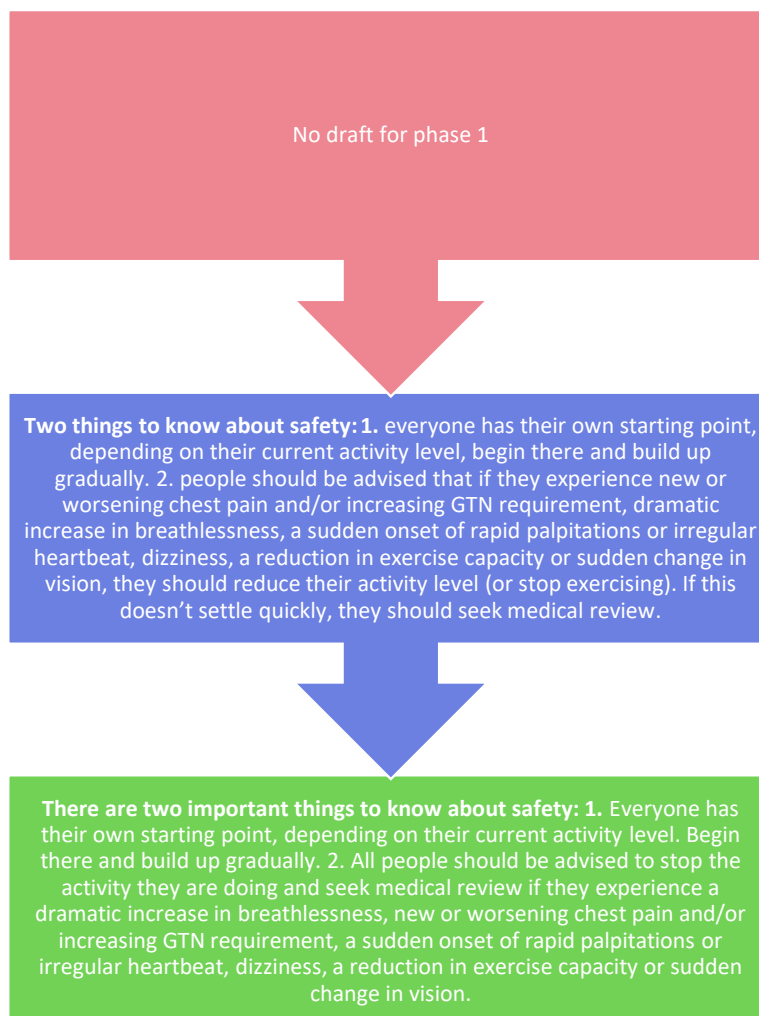 No draft for phase 1
Two things to know about safety: 1. everyone has their own starting point,
depending on their current activity level, begin there and build up
gradually. 2. people should be advised that if they experience new or
worsening chest pain and/or increasing GTN requirement, dramatic
increase in breathlessness, a sudden onset of rapid palpitations or irregular
heartbeat, dizziness, a reduction in exercise capacity or sudden change in
vision, they should reduce their activity level (or stop exercising). If this
doesn't settle quickly, they should seek medical review.
There are two important things to know about safety: 1. Everyone has
their own starting point, depending on their current activity level. Begin
there and build up gradually. 2. All people should be advised to stop the
activity they are doing and seek medical review if they experience a
dramatic increase in breathlessness, new or worsening chest pain and/or
increasing GTN requirement, a sudden onset of rapid palpitations or
irregular heartbeat, dizziness, a reduction in exercise capacity or sudden
change in vision.